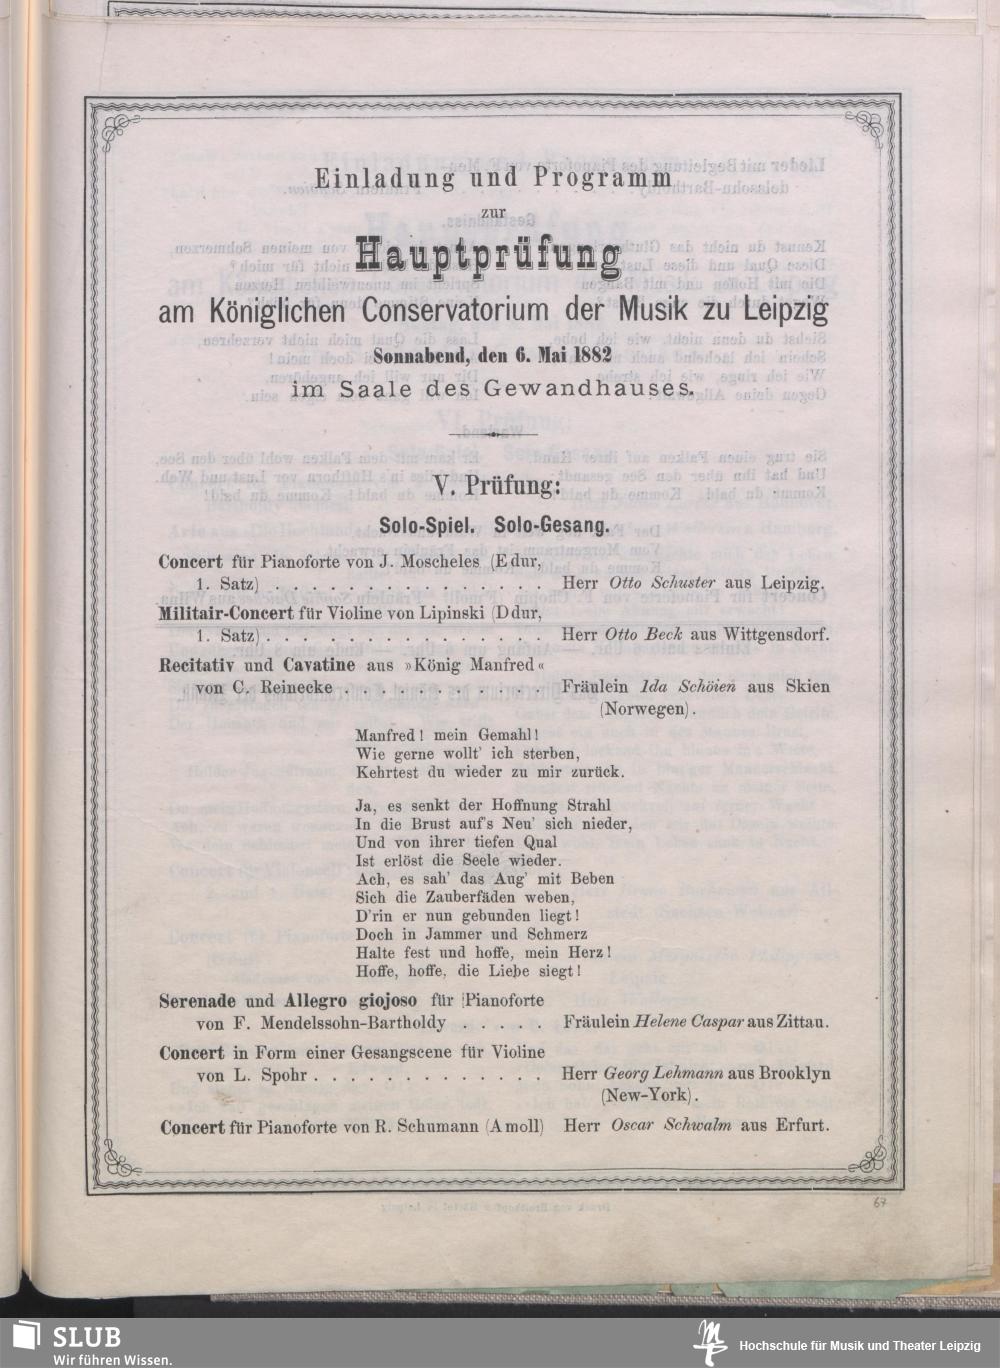 Einladung und Programm
zur
Hauptprüfung
am Königlichen Conservatorium der Musik zu Leipzig
Sonnabend, den 6. Mai 1882
im Saale des Gewandhauses.
V. Prüfung:
Solo-Spiel. Solo-Gesang.
Concert für Pianoforte von J. Moscheles (E dur,
1. Satz) . . . . . . . . . . . . . . . . Herr Otto Schuster aus Leipzig.
Militair-Concert für Violine von Lipinski (D dur,
1. Satz) . . . . . . . . . . . . . . . . Herr Otto Beck aus Wittgensdorf.
Recitativ und Cavatine aus »König Manfred«
von C. Reinecke . . . . . . . . . . . . Fräulein Ida Schöien aus Skien
(Norwegen).
Manfred! mein Gemahl!
Wie gerne wollt' ich sterben,
Kehrtest du wieder zu mir zurück.
Ja, es senkt der Hoffnung Strahl
In die Brust auf's Neu' sich nieder,
Und von ihrer tiefen Qual
Ist erlöst die Seele wieder.
Ach, es sah' das Aug' mit Beben
Sich die Zauberfäden weben,
D'rin er nun gebunden liegt!
Doch in Jammer und Schmerz
Halte fest und hoffe, mein Herz!
Hoffe, hoffe, die Liebe siegt!
Serenade und Allegro giojoso für Pianoforte
von F. Mendelssohn-Bartholdy . . . . . Fräulein Helene Caspar aus Zittau.
Concert in Form einer Gesangscene für Violine
von L. Spohr . . . . . . . . . . . . . Herr Georg Lehmann aus Brooklyn
(New-York).
Concert für Pianoforte von R. Schumann (A moll) Herr Oscar Schwalm aus Erfurt.
67
SLUB
Wir führen Wissen.
Hochschule für Musik und Theater Leipzig